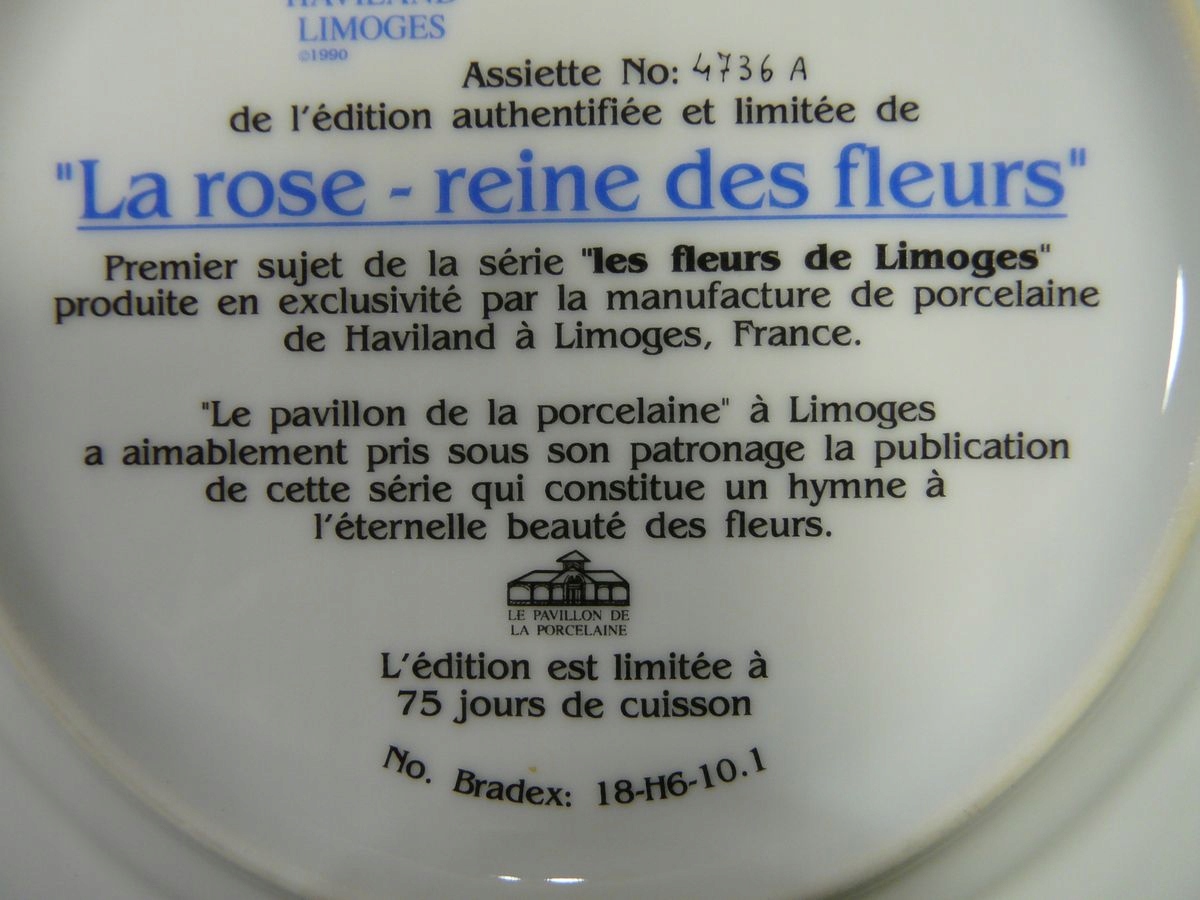 HAVILAND
LIMOGES
©1990
Assiette No: 4736 A
de l'édition authentifiée et limitée de
"La rose - reine des fleurs"
Premier sujet de la série "les fleurs de Limoges"
produite en exclusivité par la manufacture de porcelaine
de Haviland à Limoges, France.
"Le pavillon de la porcelaine" à Limoges
a aimablement pris sous son patronage la publication
de cette série qui constitue un hymne à
l'éternelle beauté des fleurs.
LE PAVILLON DE
LA PORCELAINE
L'édition est limitée à
75 jours de cuisson
No. Bradex: 18-H6-10.1